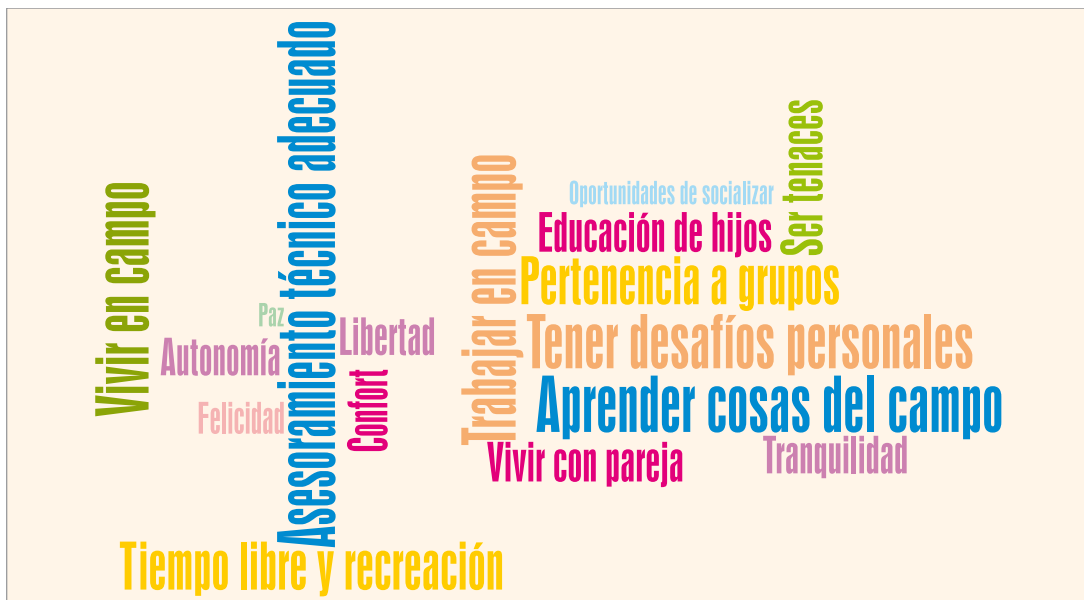 Vivir en campo
Asesoramiento técnico adecuado
Paz
Autonomía
Felicidad
Libertad
Confort
Tiempo libre y recreación
Trabajar en campo
Oportunidades de socializar
Ser tenaces
Educación de hijos
Pertenencia a grupos
Tener desafíos personales
Aprender cosas del campo
Vivir con pareja
Tranquilidad